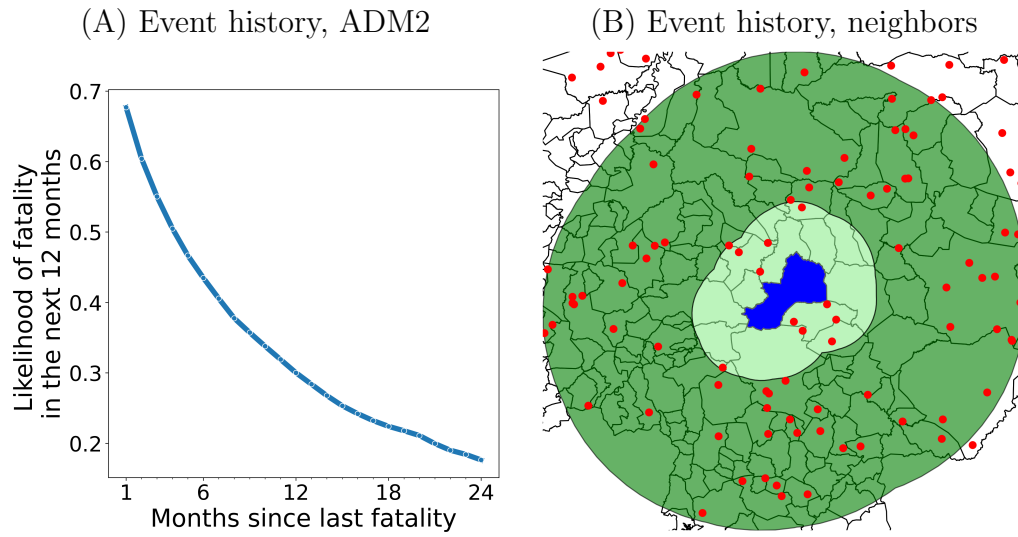 (A) Event history, ADM2
(B) Event history, neighbors
Likelihood of fatality
in the next 12 months
0.7
0.6
0.5
0.4
0.3
0.2
1
6
12
18
24
Months since last fatality